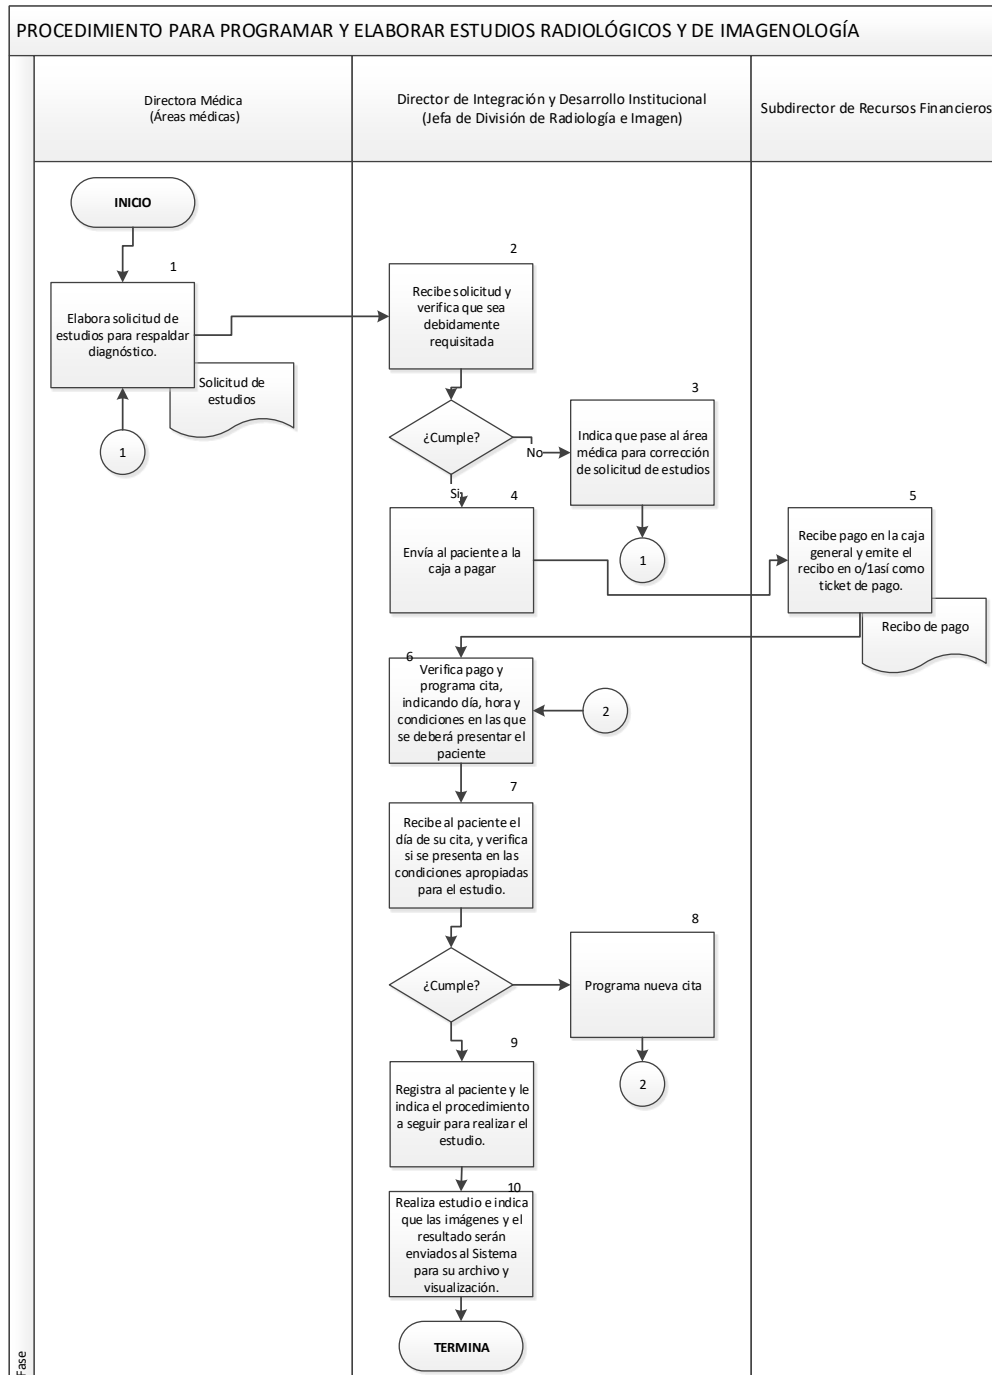 PROCEDIMIENTO PARA PROGRAMAR Y ELABORAR ESTUDIOS RADIOLÓGICOS Y DE IMAGENOLOGÍA
Directora Médica
(Áreas médicas)
Director de Integración y Desarrollo Institucional
(Jefa de División de Radiología e Imagen)
Subdirector de Recursos Financieros
INICIO
1
Elabora solicitud de
estudios para respaldar
diagnóstico.
Solicitud de
estudios
1
2
Recibe solicitud y
verifica que sea
debidamente
requisitada
¿Cumple?
No
Si
3
Indica que pase al área
médica para corrección
de solicitud de estudios
1
4
Envía al paciente a la
caja a pagar
5
Recibe pago en la caja
general y emite el
recibo en o/1así como
ticket de pago.
Recibo de pago
6
Verifica pago y
programa cita,
indicando día, hora y
condiciones en las que
se deberá presentar el
paciente
2
7
Recibe al paciente el
día de su cita, y verifica
si se presenta en las
condiciones apropiadas
para el estudio.
¿Cumple?
8
Programa nueva cita
2
9
Registra al paciente y le
indica el procedimiento
a seguir para realizar el
estudio.
10
Realiza estudio e indica
que las imágenes y el
resultado serán
enviados al Sistema
para su archivo y
visualización.
TERMINA
Fase